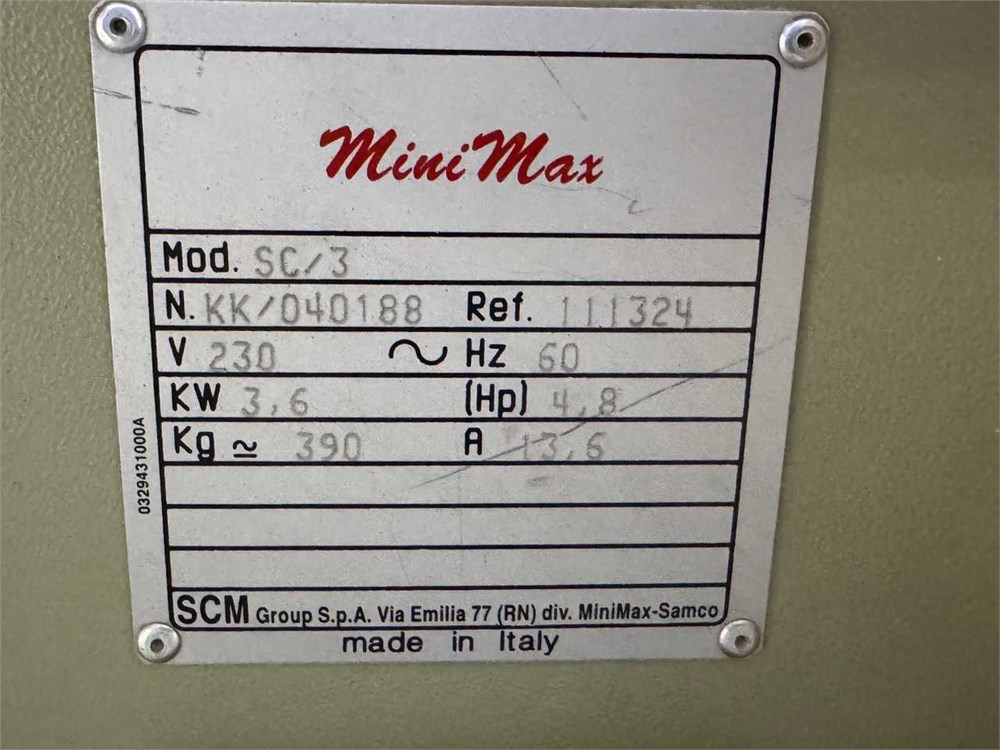 MiniMax
Mod. SC/3
N. KK/040188 Ref. 111324
V 230 ~ Hz 60
KW 3,6 (Hp) 4,8
Kg ≃ 390 A 13,6
0329431000A
SCM Group S.p.A. Via Emilia 77 (RN) div. MiniMax-Samco
made in Italy